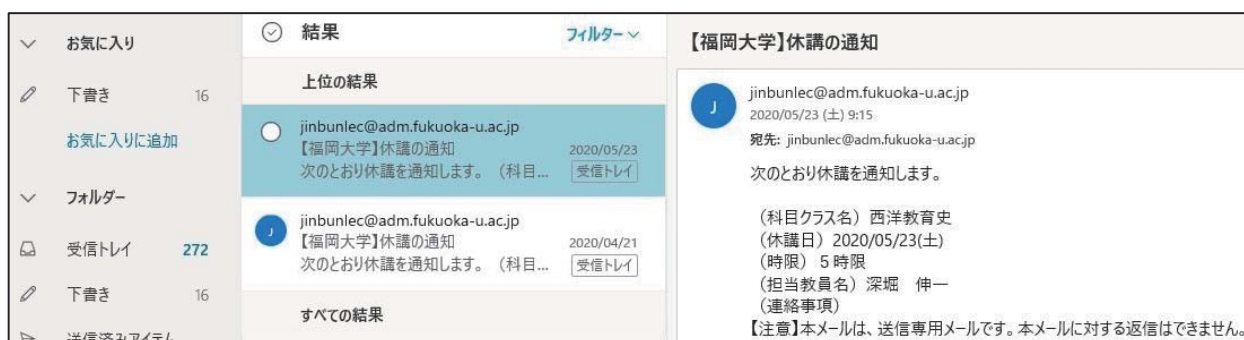 お気に入り
下書き 16
お気に入りに追加
フォルダー
受信トレイ 272
下書き 16
送信済みアイテム
結果 フィルター
上位の結果
jinbunlec@adm.fukuoka-u.ac.jp
【福岡大学】休講の通知 2020/05/23
次のとおり休講を通知します。 （科目... 受信トレイ
J
jinbunlec@adm.fukuoka-u.ac.jp
【福岡大学】休講の通知 2020/04/21
次のとおり休講を通知します。 （科目... 受信トレイ
すべての結果
【福岡大学】休講の通知
J
jinbunlec@adm.fukuoka-u.ac.jp
2020/05/23 (土) 9:15
宛先: jinbunlec@adm.fukuoka-u.ac.jp
次のとおり休講を通知します。
（科目クラス名）西洋教育史
（休講日）2020/05/23(土)
（時限）５時限
（担当教員名）深堀　伸一
（連絡事項）
【注意】本メールは、送信専用メールです。本メールに対する返信はできません。